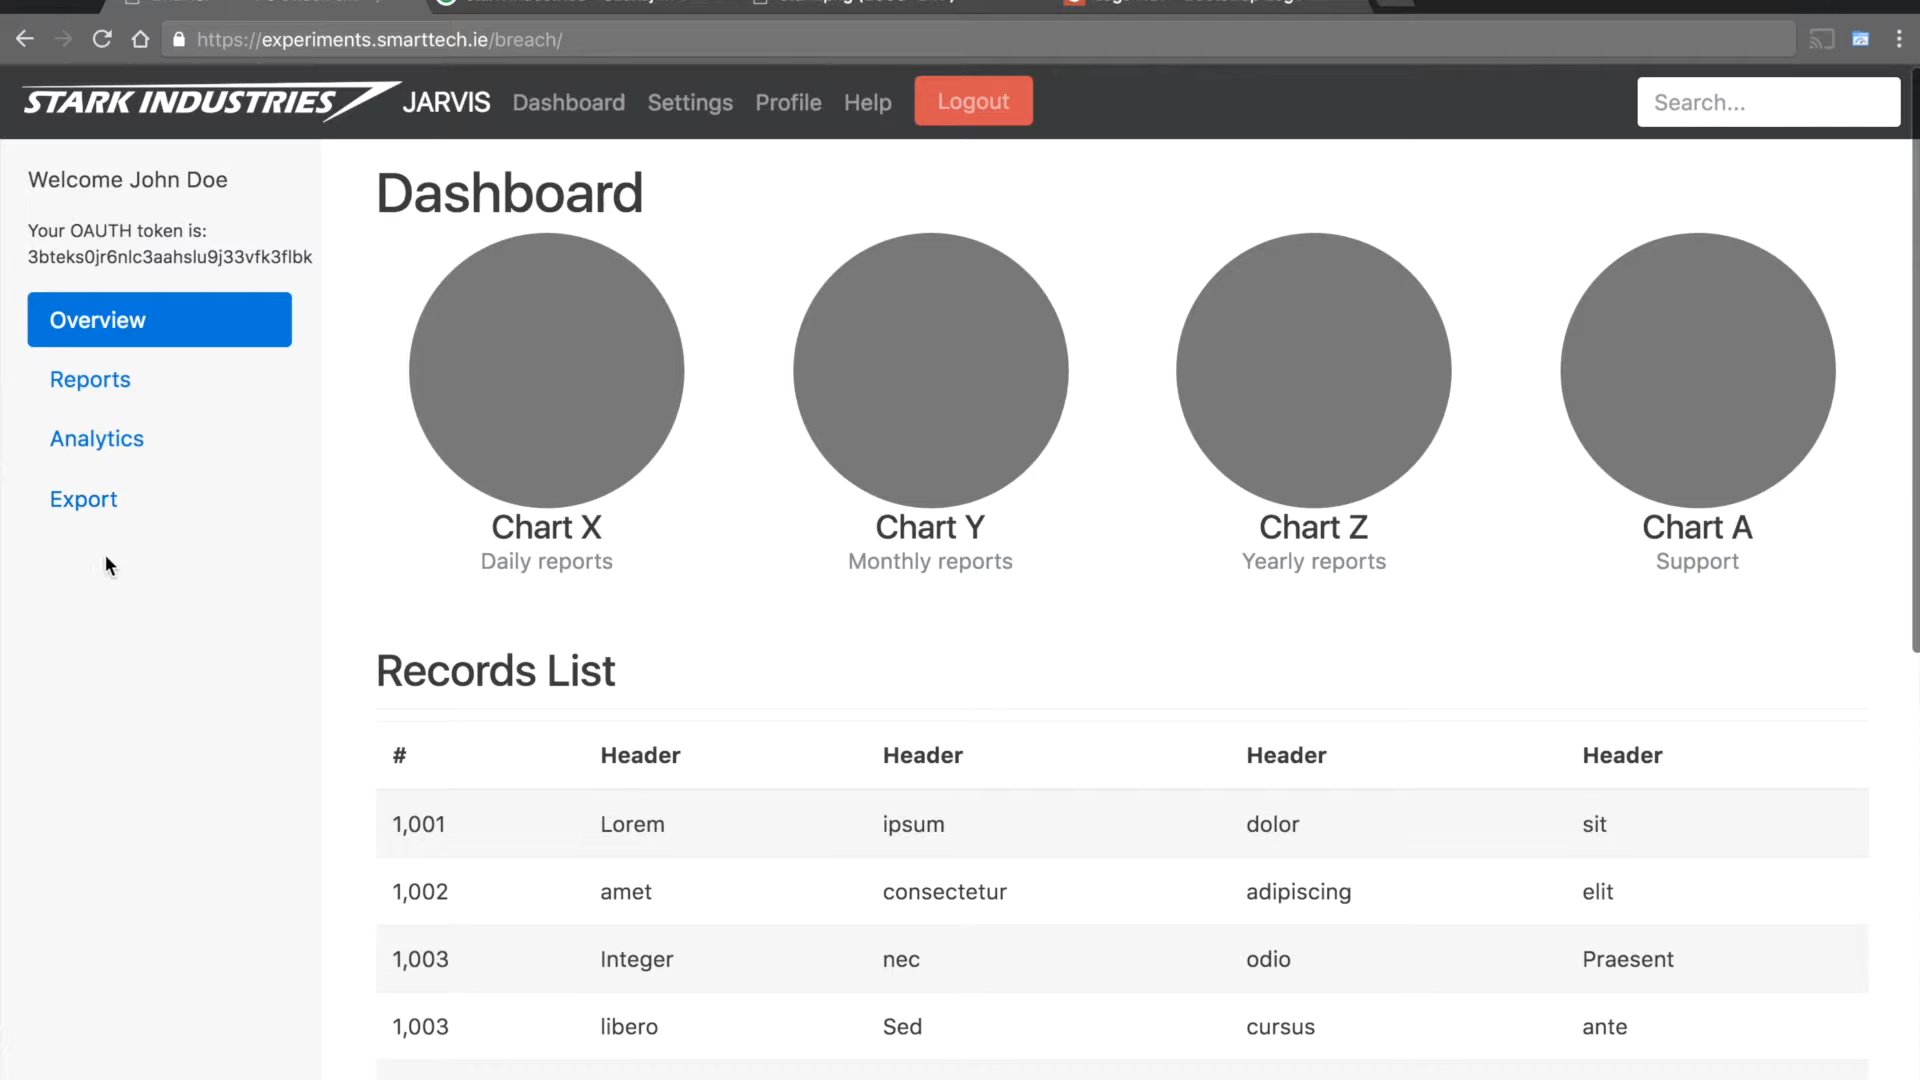 https://experiments.smarttech.ie/breach/
STARK INDUSTRIES JARVIS Dashboard Settings Profile Help Logout Search...
Welcome John Doe
Your OAUTH token is:
3bteks0jr6nlc3aahslu9j33vfk3flbk
Overview
Reports
Analytics
Export
Dashboard
Chart X Chart Y Chart Z Chart A
Daily reports Monthly reports Yearly reports Support
Records List
# Header Header Header Header
1,001 Lorem ipsum dolor sit
1,002 amet consectetur adipiscing elit
1,003 Integer nec odio Praesent
1,003 libero Sed cursus ante